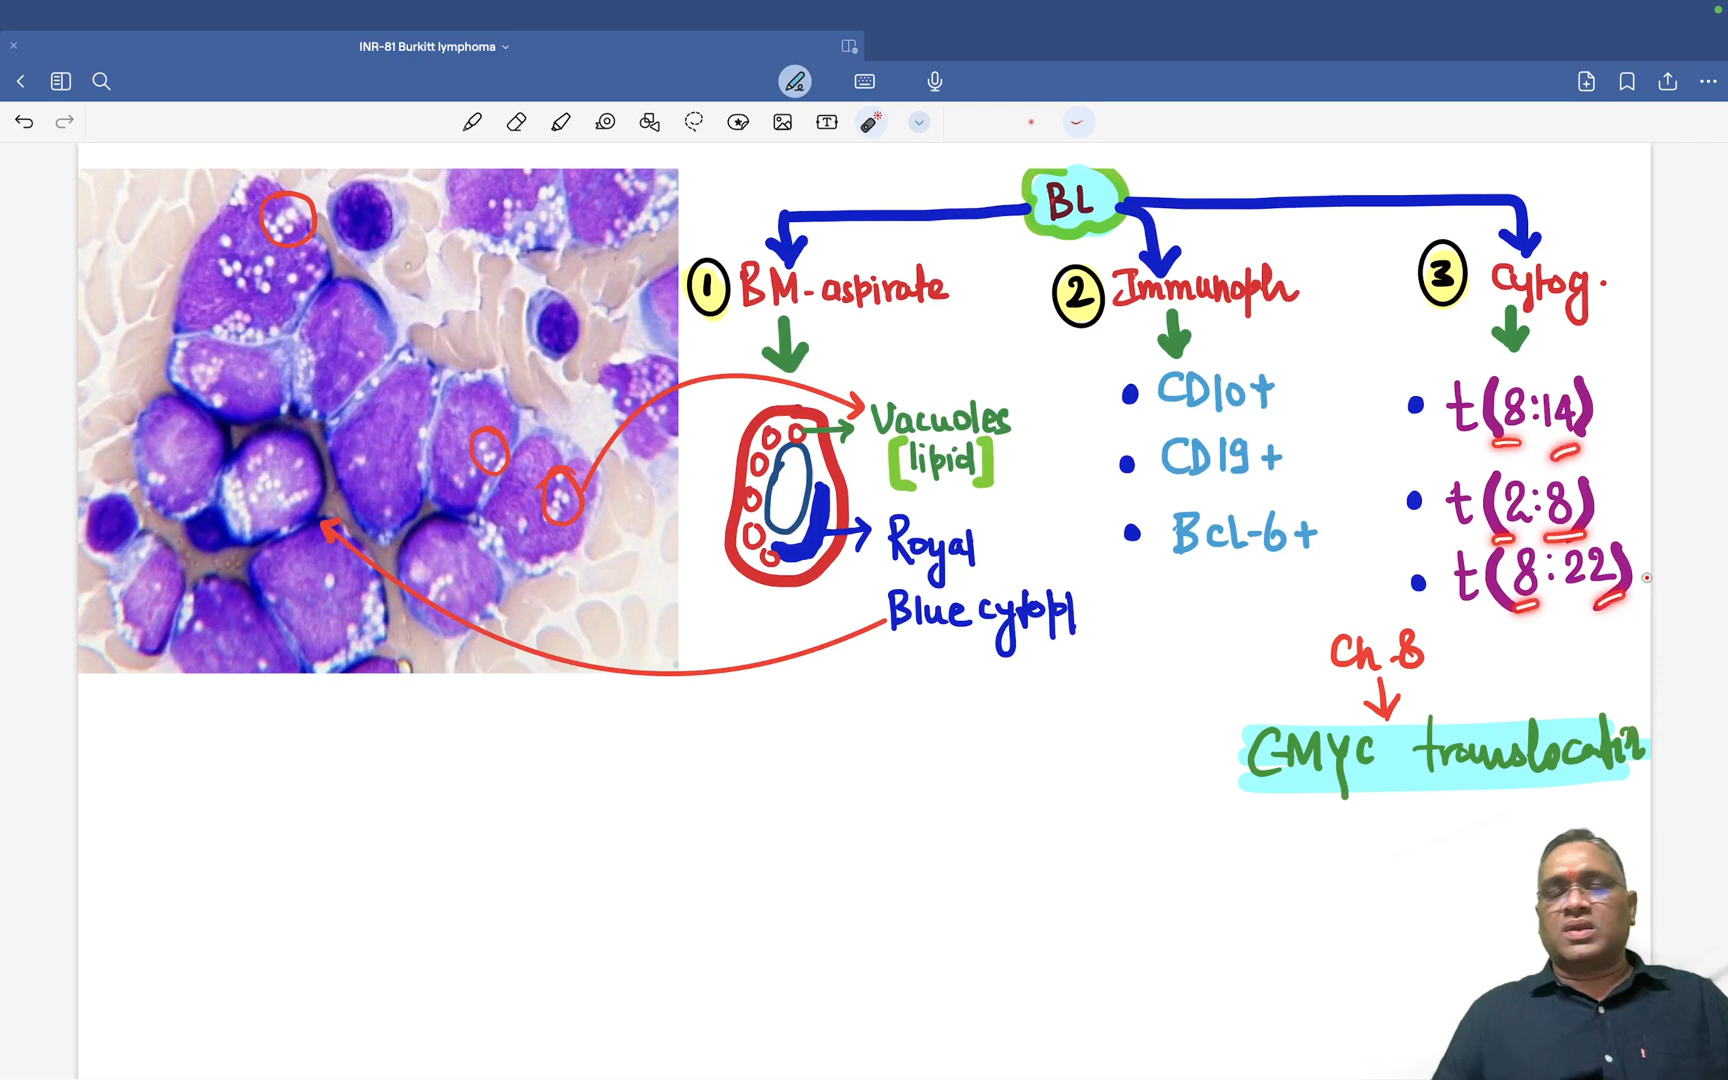 INR-81 Burkitt lymphoma
BL
1 BM-aspirate
Vacuoles
[lipid]
Royal
Blue cytopl
2 Immunoph
CD10+
CD19+
Bcl-6+
3 Cytog.
t(8:14)
t(2:8)
t(8:22)
Ch-8
CMYC translocation